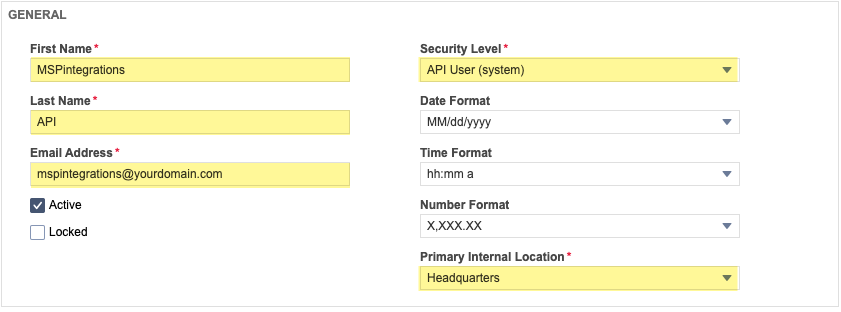 GENERAL
First Name *
MSPintegrations
Last Name *
API
Email Address *
mspintegrations@yourdomain.com
Active
Locked
Security Level *
API User (system)
Date Format
MM/dd/yyyy
Time Format
hh:mm a
Number Format
X,XXX.XX
Primary Internal Location *
Headquarters